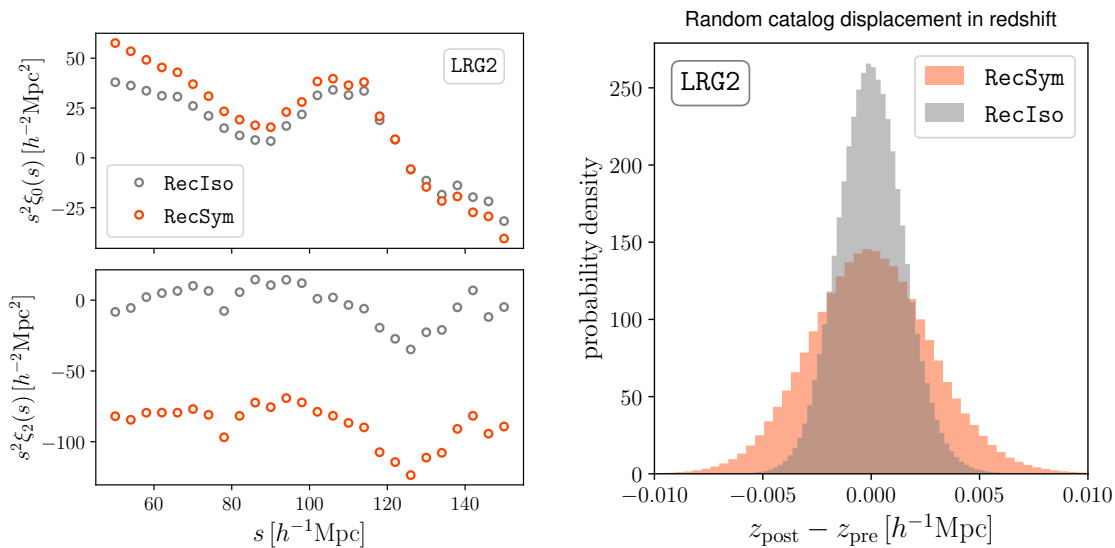 50
25
0
−25
s²ξ₀(s) [h⁻²Mpc²]
LRG2
RecIso
RecSym
0
−50
−100
s²ξ₂(s) [h⁻²Mpc²]
60 80 100 120 140
s [h⁻¹Mpc]
Random catalog displacement in redshift
250
200
150
100
50
0
probability density
LRG2
RecSym
RecIso
−0.010 −0.005 0.000 0.005 0.010
z_post − z_pre [h⁻¹Mpc]